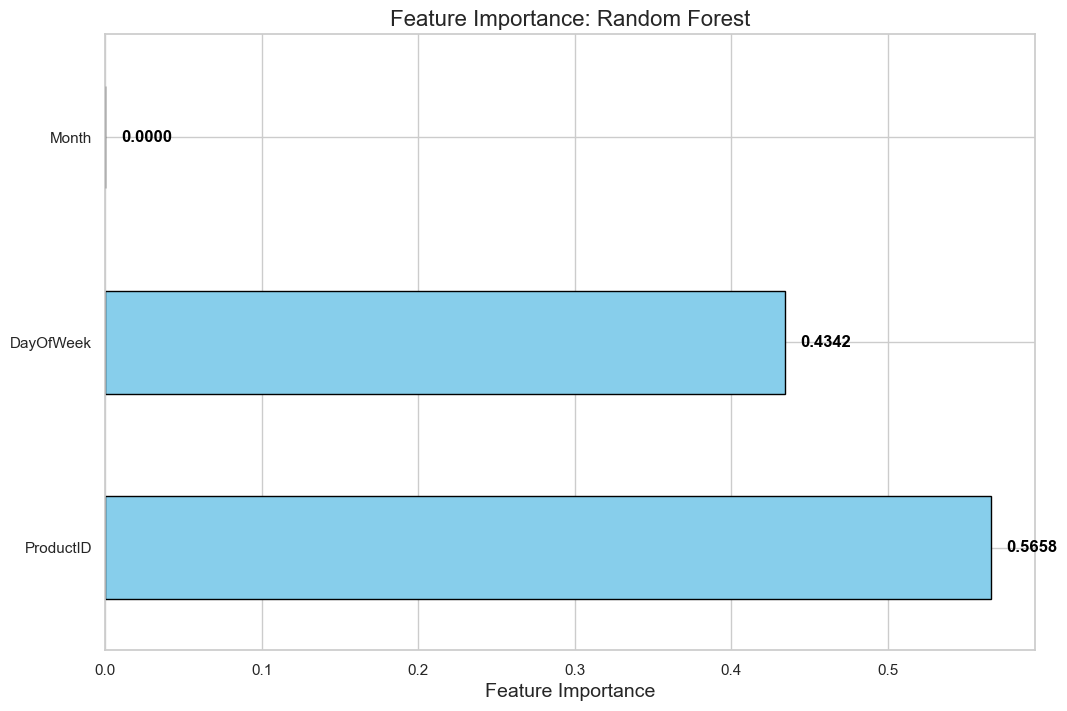 Feature Importance: Random Forest
Month
0.0000
DayOfWeek
0.4342
ProductID
0.5658
0.0 0.1 0.2 0.3 0.4 0.5
Feature Importance